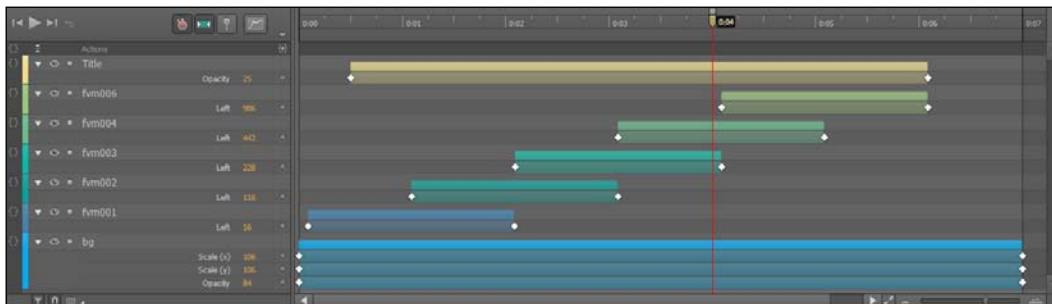 0:00 0:01 0:02 0:03 0:04 0:05 0:06 0:07
Actions
Title
Opacity 25
fvm006
Left 986
fvm004
Left 442
fvm003
Left 228
fvm002
Left 116
fvm001
Left 16
bg
Scale (x) 106
Scale (y) 106
Opacity 84